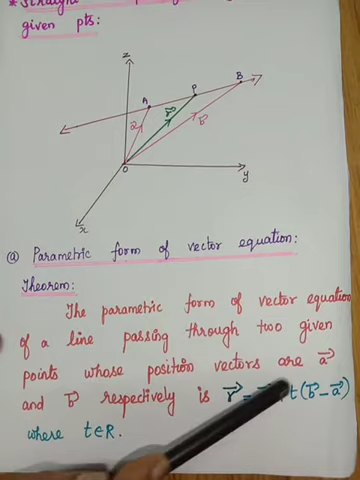 * Straight
given pts:
z
A
P
B
a⃗
r⃗
b⃗
O
y
x
@ Parametric form of vector equation:
Theorem:
The parametric form of vector equation
of a line passing through two given
points whose position vectors are a⃗
and b⃗ respectively is r⃗ = t(b⃗ - a⃗)
where t∈R.